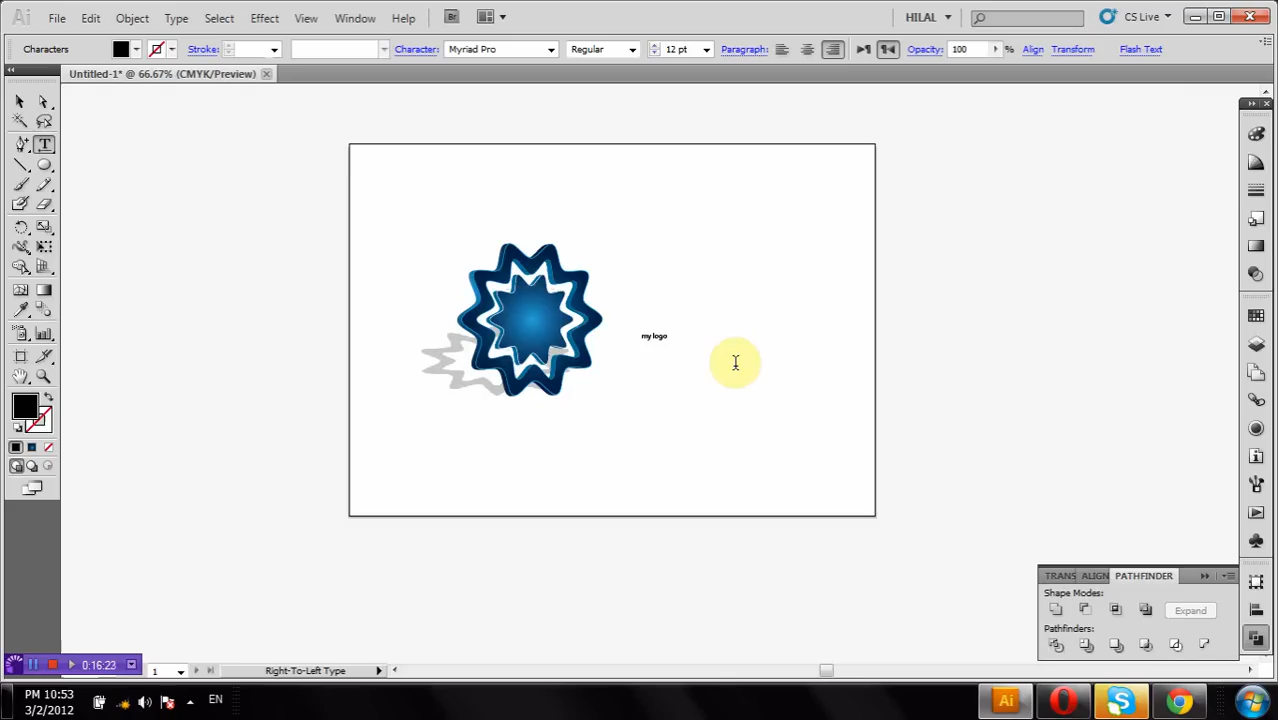 Ai File Edit Object Type Select Effect View Window Help Br HILAL CS Live
Characters Stroke: Character: Myriad Pro Regular 12 pt Paragraph: Opacity: 100 % Align Transform Flash Text
Untitled-1* @ 66.67% (CMYK/Preview)
my logo
TRANS ALIGN PATHFINDER
Shape Modes:
Expand
Pathfinders:
0:16:23 1 Right-To-Left Type
PM 10:53 EN Ai
3/2/2012